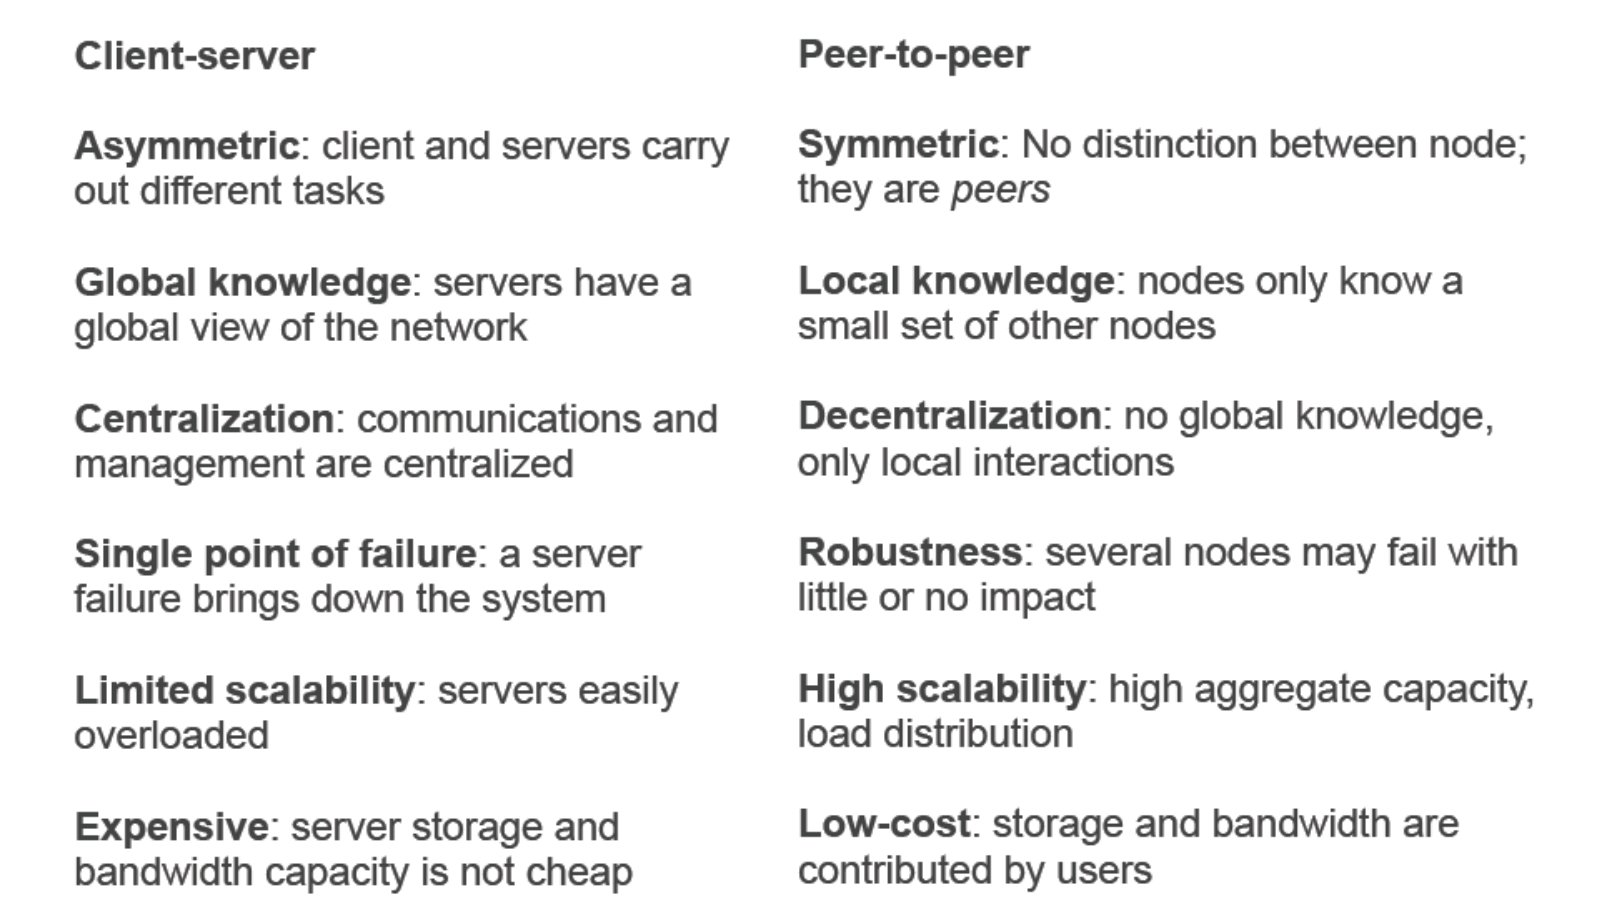 Client-server
Asymmetric: client and servers carry
out different tasks
Global knowledge: servers have a
global view of the network
Centralization: communications and
management are centralized
Single point of failure: a server
failure brings down the system
Limited scalability: servers easily
overloaded
Expensive: server storage and
bandwidth capacity is not cheap
Peer-to-peer
Symmetric: No distinction between node;
they are peers
Local knowledge: nodes only know a
small set of other nodes
Decentralization: no global knowledge,
only local interactions
Robustness: several nodes may fail with
little or no impact
High scalability: high aggregate capacity,
load distribution
Low-cost: storage and bandwidth are
contributed by users